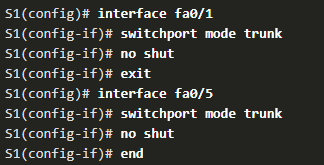 S1(config)# interface fa0/1
S1(config-if)# switchport mode trunk
S1(config-if)# no shut
S1(config-if)# exit
S1(config)# interface fa0/5
S1(config-if)# switchport mode trunk
S1(config-if)# no shut
S1(config-if)# end